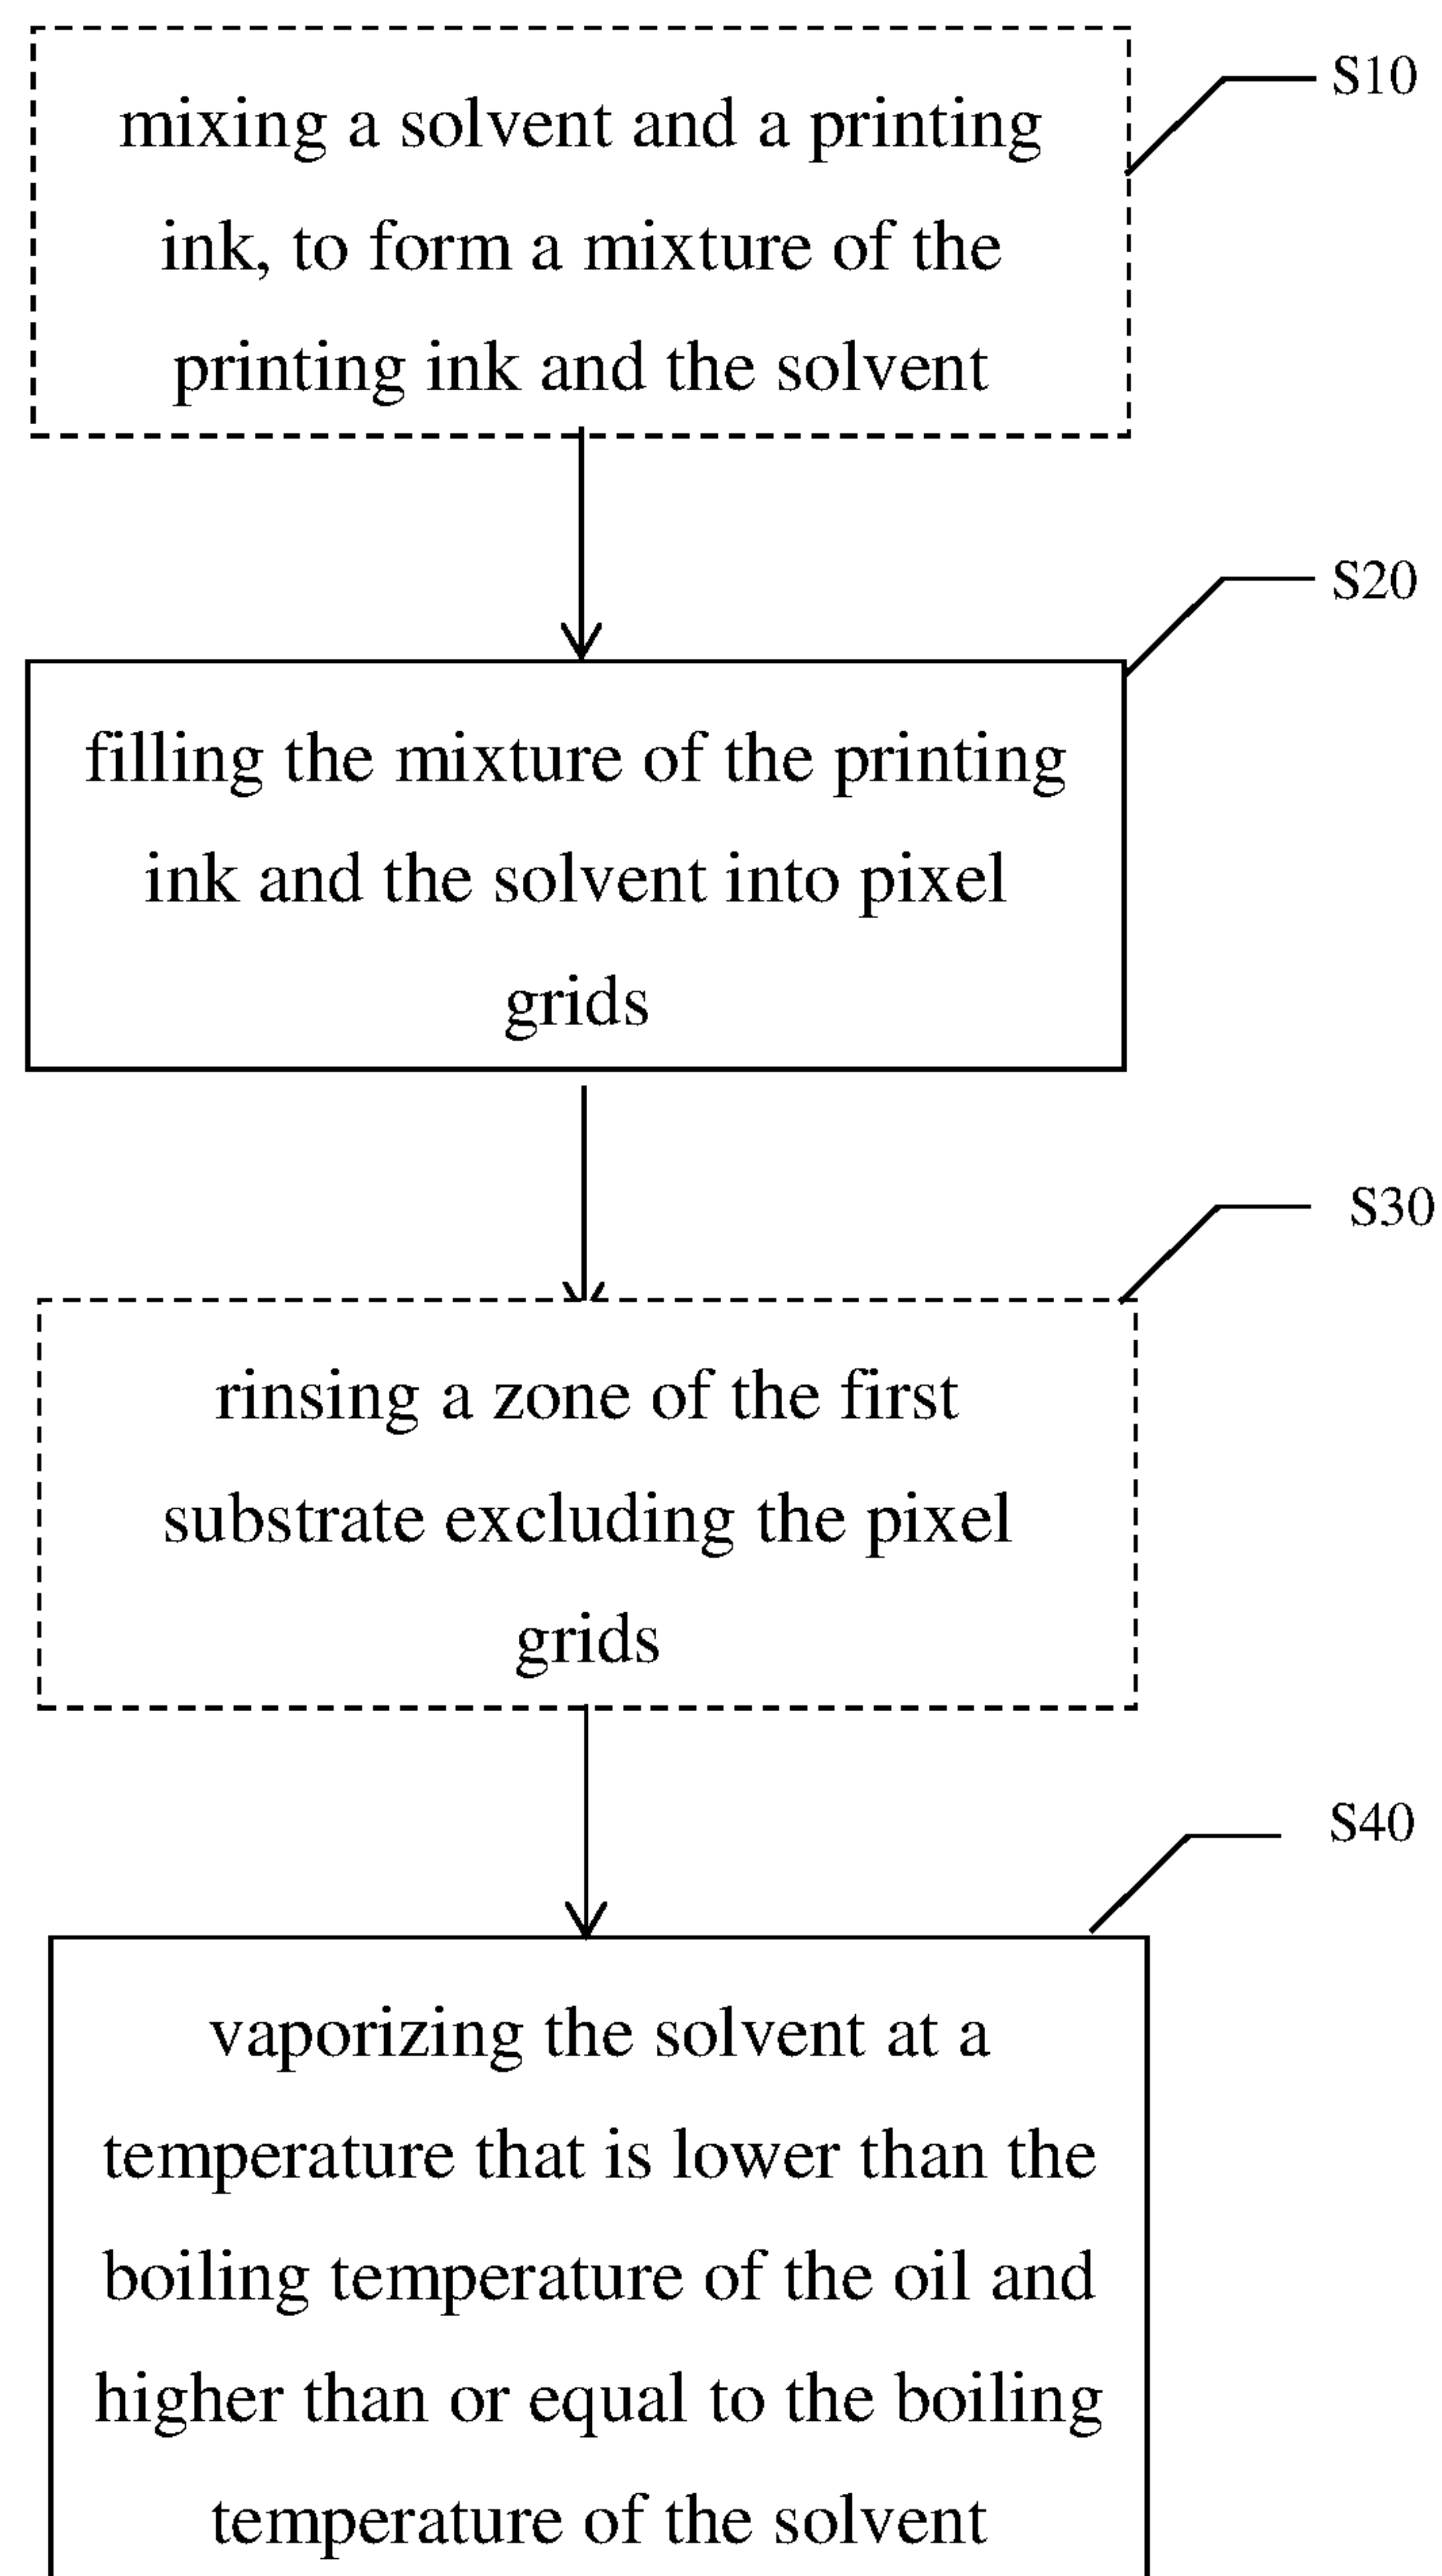 S10
mixing a solvent and a printing
ink, to form a mixture of the
printing ink and the solvent
S20
filling the mixture of the printing
ink and the solvent into pixel
grids
S30
rinsing a zone of the first
substrate excluding the pixel
grids
S40
vaporizing the solvent at a
temperature that is lower than the
boiling temperature of the oil and
higher than or equal to the boiling
temperature of the solvent